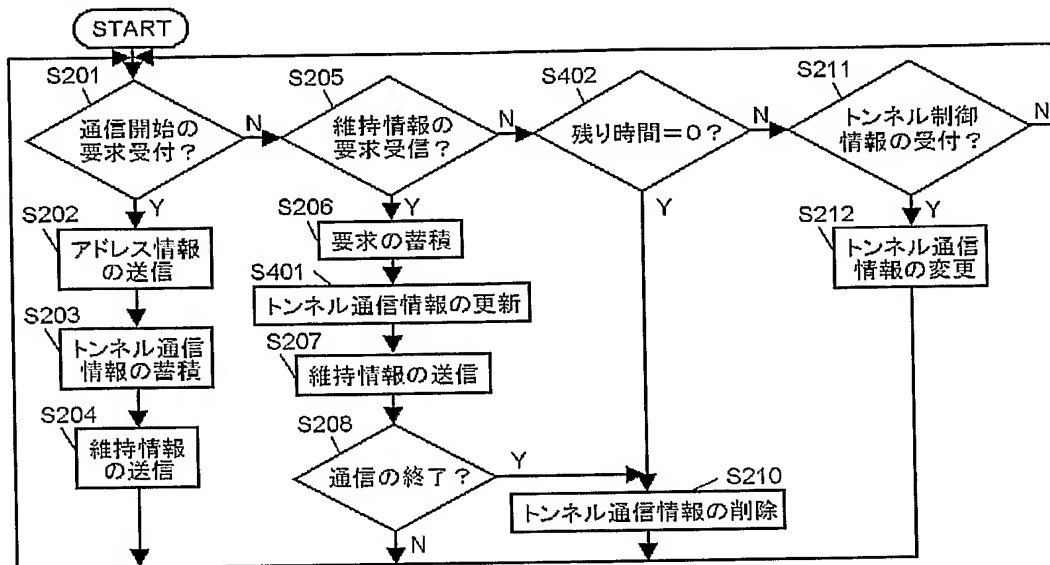 START
S201
通信開始の
要求受付？
N
Y
S202
アドレス情報
の送信
S203
トンネル通信
情報の蓄積
S204
維持情報
の送信
S205
維持情報の
要求受信？
N
Y
S206
要求の蓄積
S401
トンネル通信情報の更新
S207
維持情報の送信
S208
通信の終了？
Y
N
S402
残り時間＝0？
N
Y
S210
トンネル通信情報の削除
S211
トンネル制御
情報の受付？
N
Y
S212
トンネル通信
情報の変更